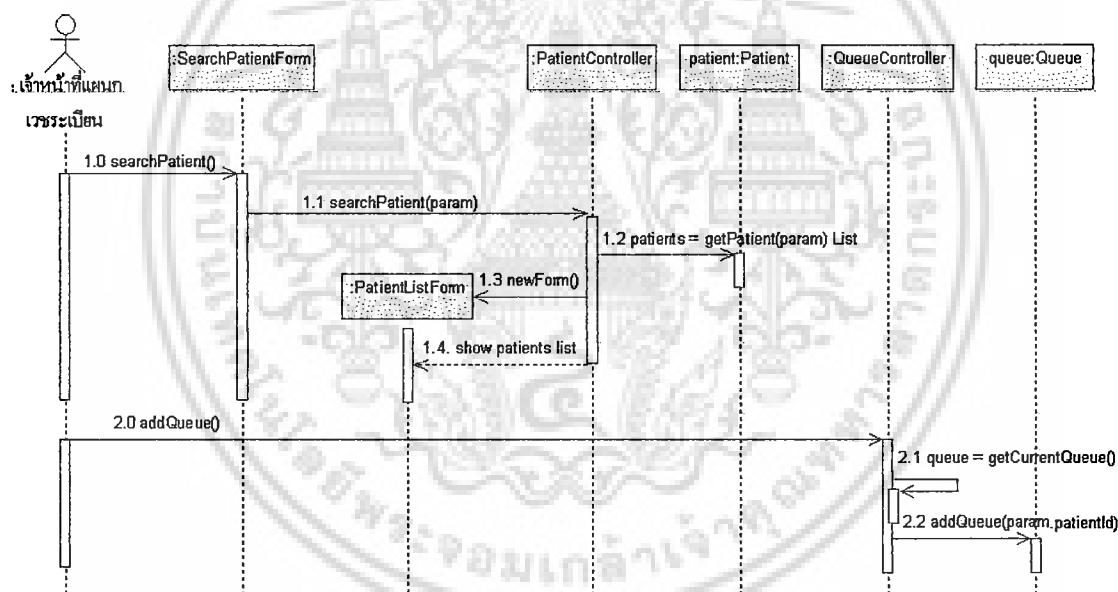 :SearchPatientForm
:PatientController
patient:Patient
:QueueController
queue:Queue
:เจ้าหน้าที่แผนก
เวชระเบียน
1.0 searchPatient()
1.1 searchPatient(param)
1.2 patients = getPatient(param) List
:PatientListForm
1.3 newForm()
1.4. show patients list
2.0 addQueue()
2.1 queue = getCurrentQueue()
2.2 addQueue(param.patientId)